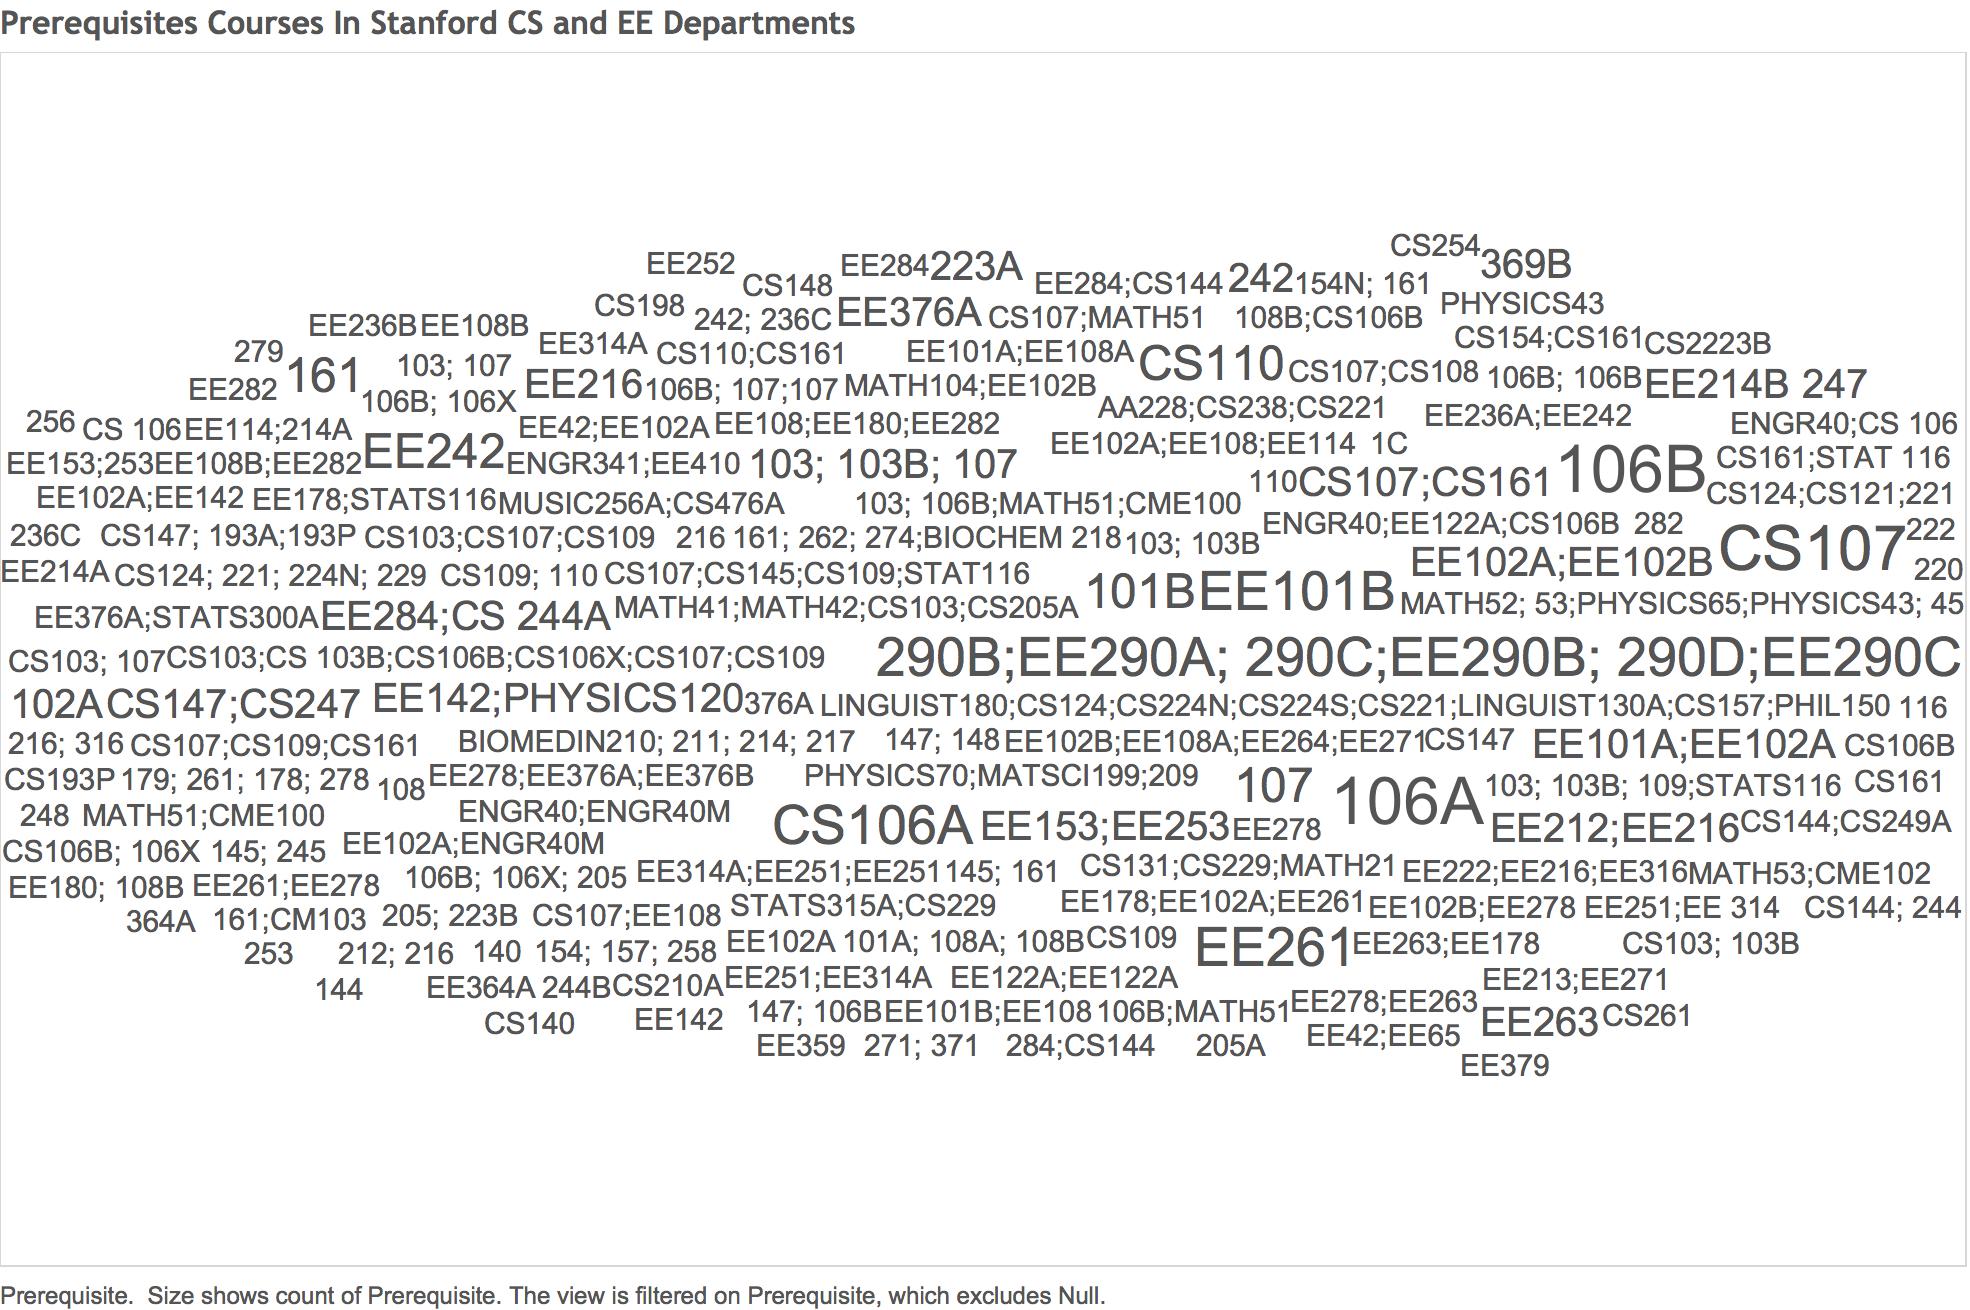 Prerequisites Courses In Stanford CS and EE Departments
CS254 369B
EE252 EE284 223A
CS148 EE284;CS144 242 154N; 161
CS198 242; 236C EE376A CS107;MATH51 108B;CS106B PHYSICS43
EE236B EE108B EE314A CS110;CS161 EE101A;EE108A CS110 CS154;CS161 CS2223B
279 161 103; 107 EE216 106B; 107;107 MATH104;EE102B CS107;CS108 106B; 106B EE214B 247
EE282 106B; 106X AA228;CS238;CS221 EE236A;EE242
256 CS 106 EE114;214A EE242 EE42;EE102A EE108;EE180;EE282 EE102A;EE108;EE114 1C ENGR40;CS 106
EE153;253 EE108B;EE282 ENGR341;EE410 103; 103B; 107 110 CS107;CS161 106B CS161;STAT 116
EE102A;EE142 EE178;STATS116 MUSIC256A;CS476A 103; 106B;MATH51;CME100 CS124;CS121;221
236C CS147; 193A;193P CS103;CS107;CS109 216 161; 262; 274;BIOCHEM 218 103; 103B ENGR40;EE122A;CS106B 282 CS107 222
EE214A CS124; 221; 224N; 229 CS109; 110 CS107;CS145;CS109;STAT116 EE102A;EE102B 220
EE376A;STATS300A EE284;CS 244A MATH41;MATH42;CS103;CS205A 101B EE101B MATH52; 53;PHYSICS65;PHYSICS43; 45
CS103; 107 CS103;CS 103B;CS106B;CS106X;CS107;CS109 290B;EE290A; 290C;EE290B; 290D;EE290C
102A CS147;CS247 EE142;PHYSICS120 376A LINGUIST180;CS124;CS224N;CS224S;CS221;LINGUIST130A;CS157;PHIL150 116
216; 316 CS107;CS109;CS161 BIOMEDIN210; 211; 214; 217 147; 148 EE102B;EE108A;EE264;EE271 CS147 EE101A;EE102A CS106B
CS193P 179; 261; 178; 278 108 EE278;EE376A;EE376B PHYSICS70;MATSCI199;209 107 106A 103; 103B; 109;STATS116 CS161
248 MATH51;CME100 ENGR40;ENGR40M CS106A EE153;EE253 EE278 EE212;EE216 CS144;CS249A
CS106B; 106X 145; 245 EE102A;ENGR40M
EE180; 108B EE261;EE278 106B; 106X; 205 EE314A;EE251;EE251 145; 161 CS131;CS229;MATH21 EE222;EE216;EE316 MATH53;CME102
364A 161;CM103 205; 223B CS107;EE108 STATS315A;CS229 EE178;EE102A;EE261 EE102B;EE278 EE251;EE 314 CS144; 244
253 212; 216 140 154; 157; 258 EE102A 101A; 108A; 108B CS109 EE261 EE263;EE178 CS103; 103B
144 EE364A 244B CS210A EE251;EE314A EE122A;EE122A EE213;EE271
CS140 EE142 147; 106B EE101B;EE108 106B;MATH51 EE278;EE263 EE263 CS261
EE359 271; 371 284;CS144 205A EE42;EE65
EE379
Prerequisite. Size shows count of Prerequisite. The view is filtered on Prerequisite, which excludes Null.